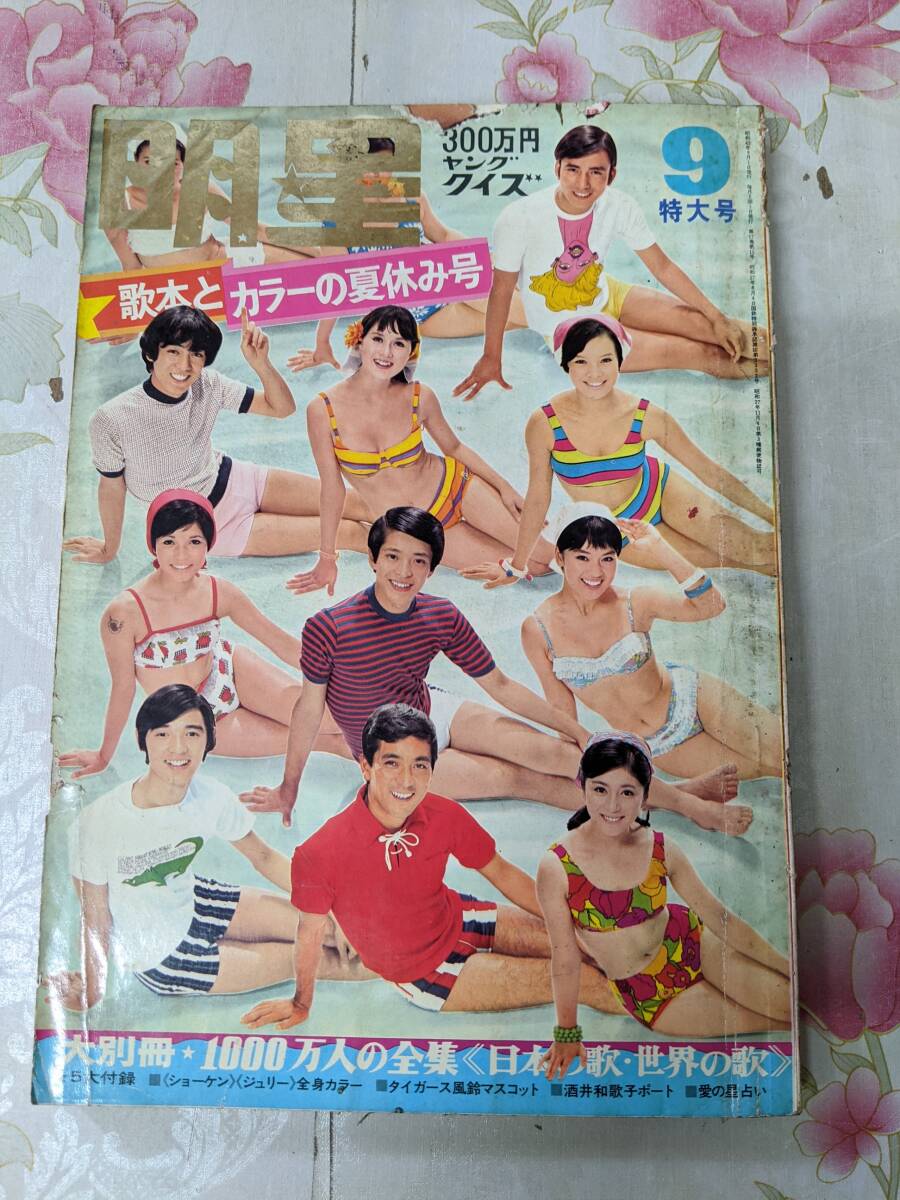 明星
300万円
ヤング
クイズ
9
特大号
歌本と
カラーの夏休み号
大別冊★1000万人の全集《日本の歌・世界の歌》
5大付録 ■〈ショーケン〉〈ジュリー〉全身カラー ■タイガース風鈴マスコット ■酒井和歌子ポート ■愛の星占い